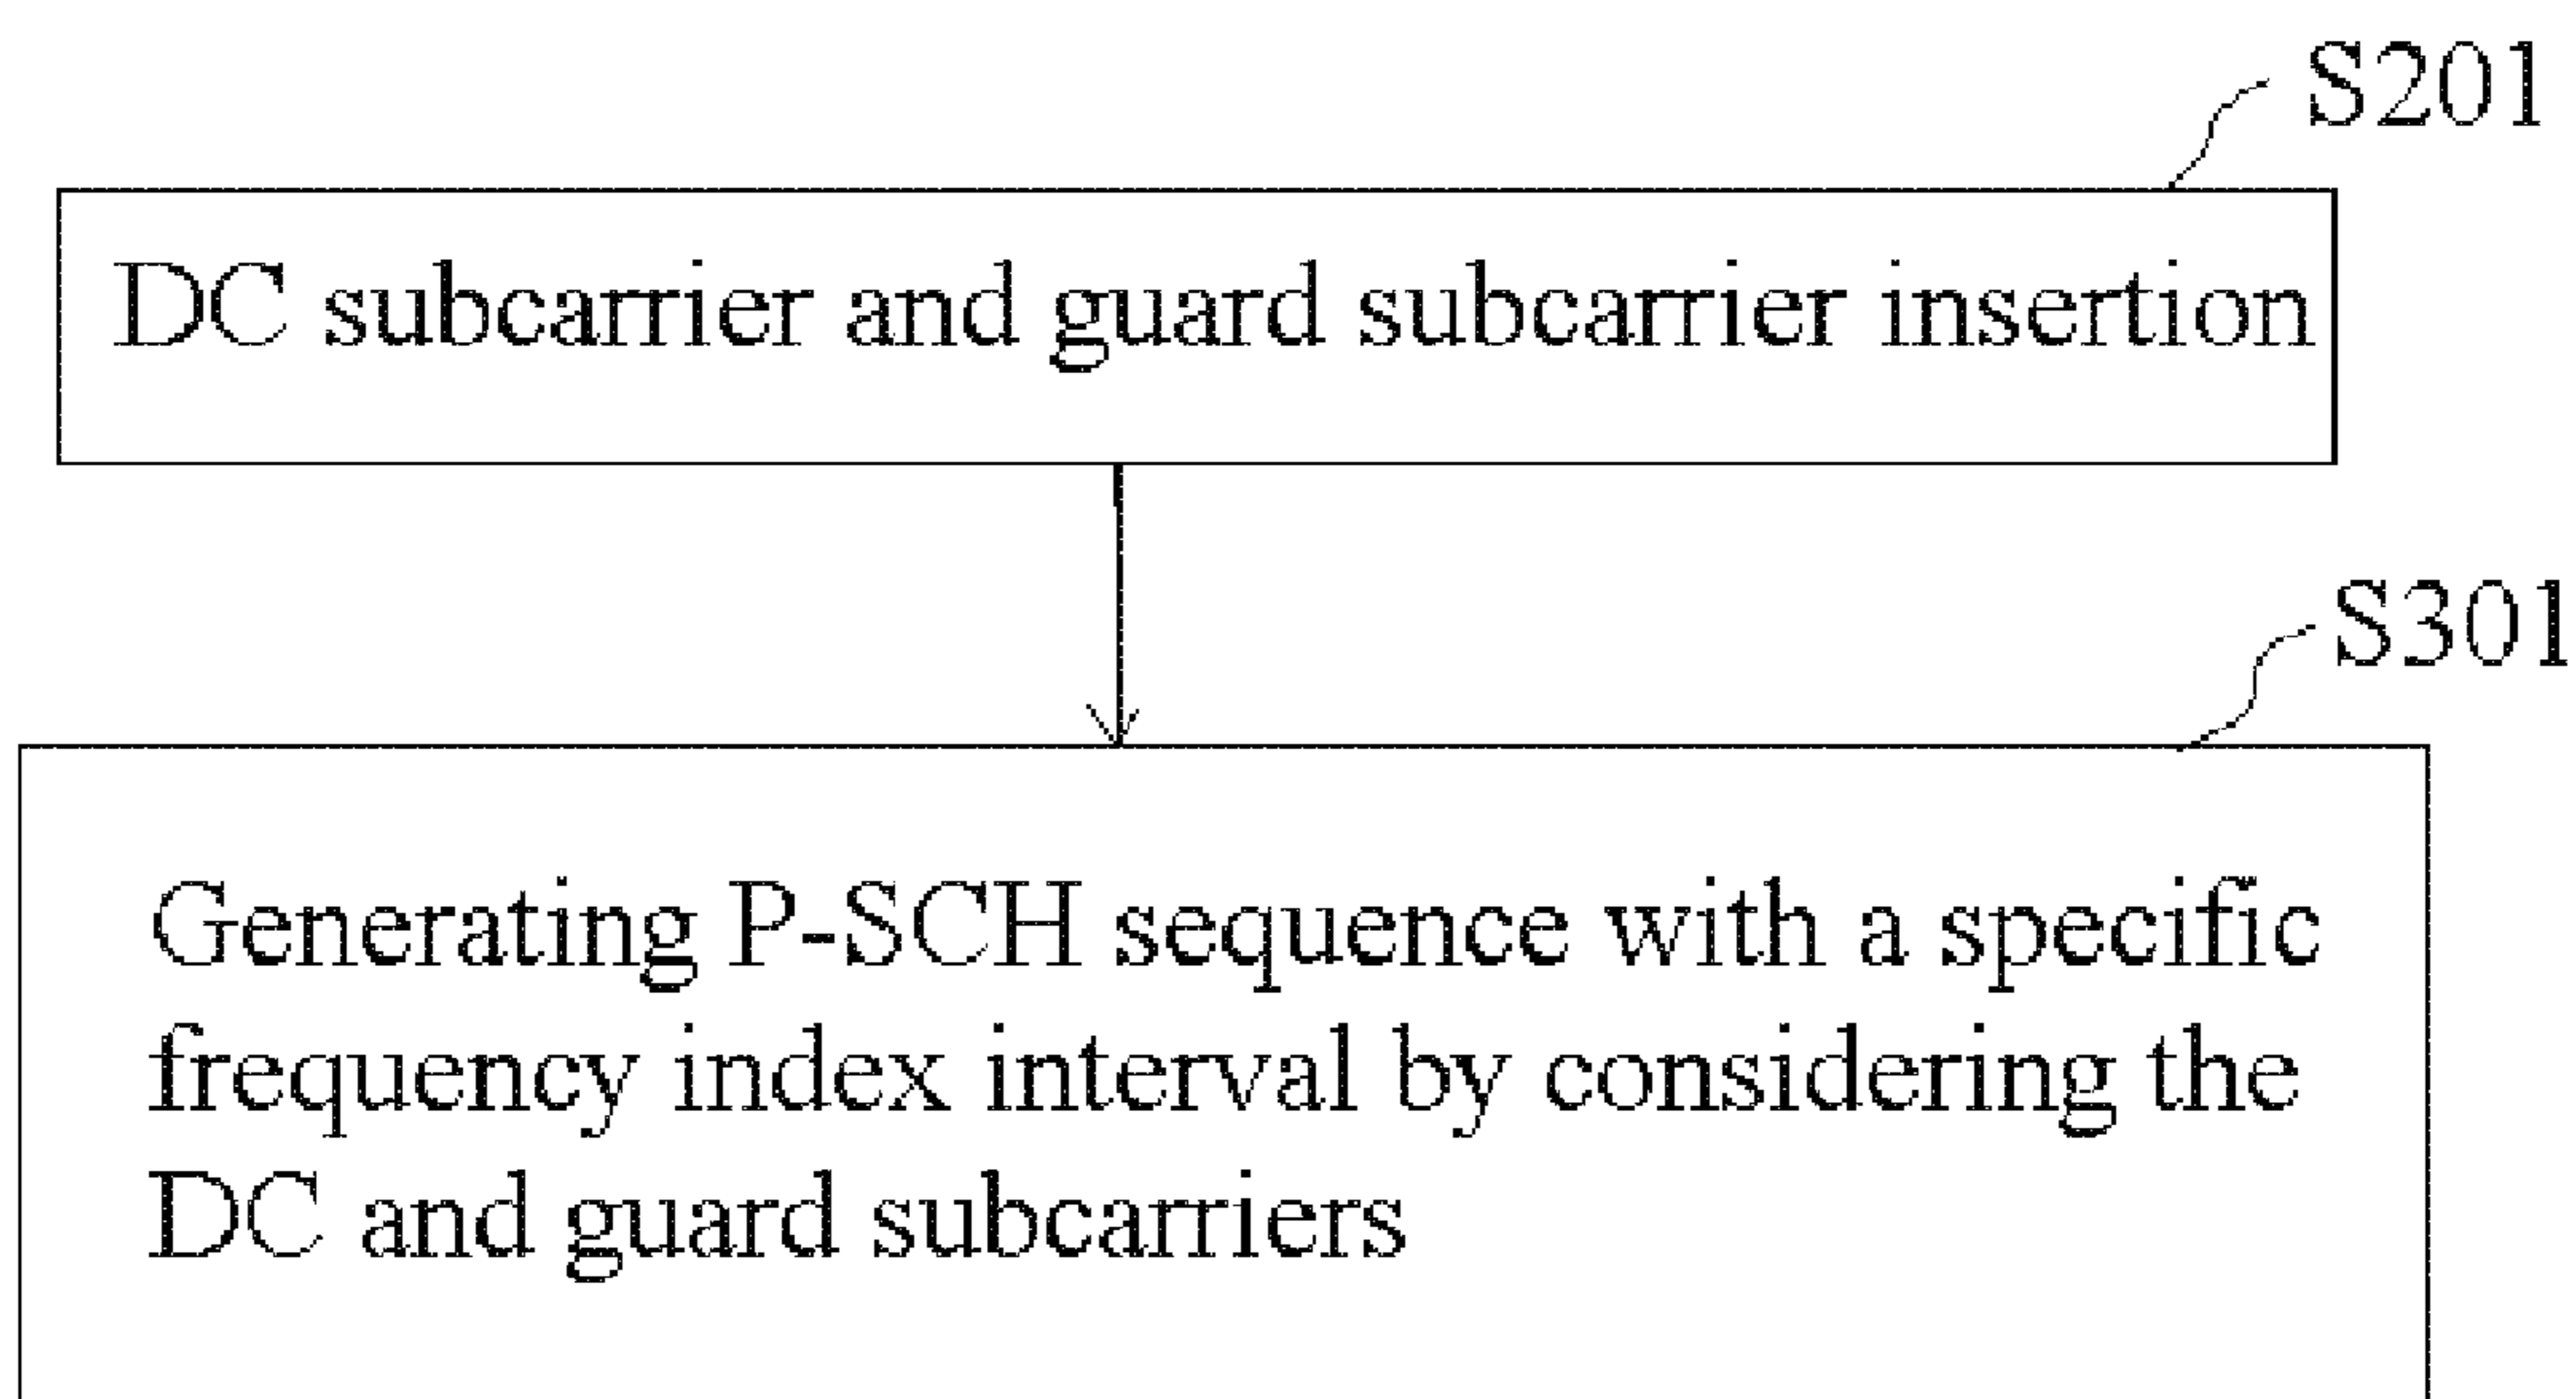 S201
DC subcarrier and guard subcarrier insertion
S301
Generating P-SCH sequence with a specific
frequency index interval by considering the
DC and guard subcarriers